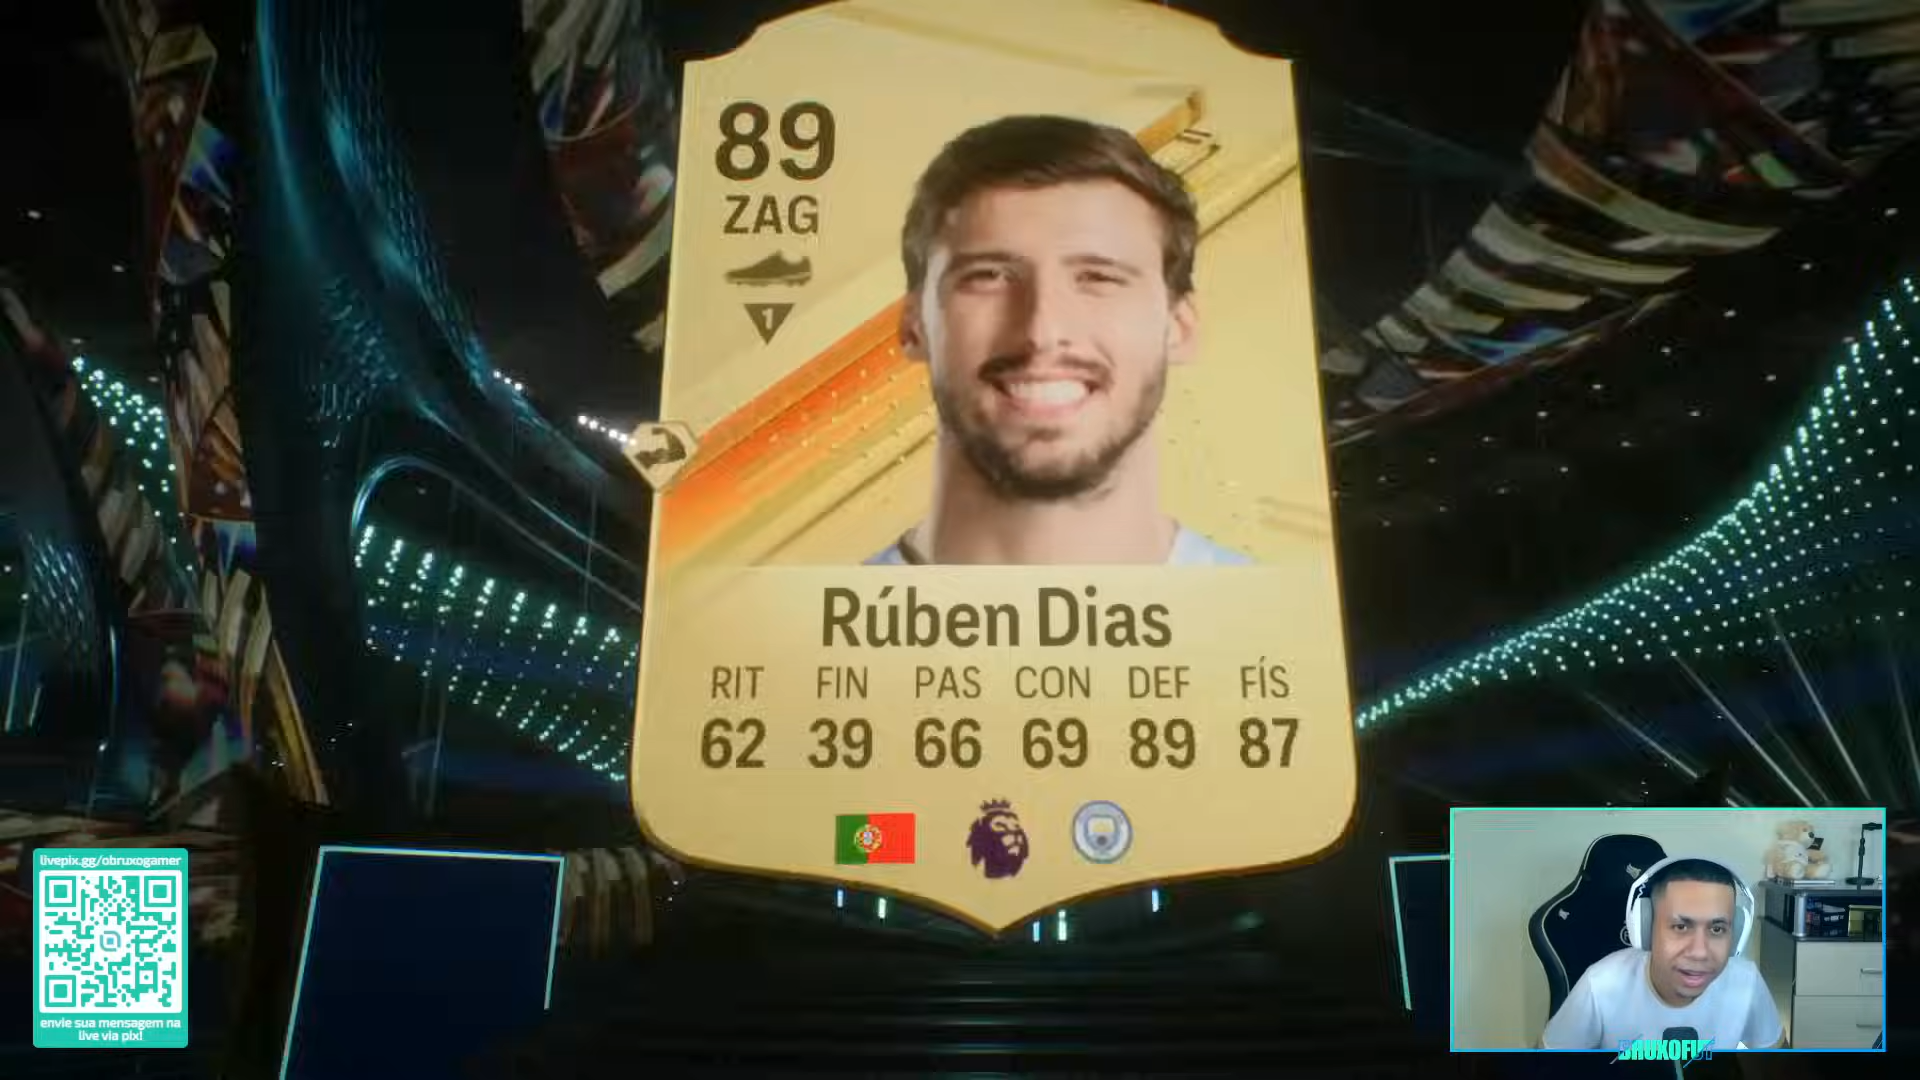 89
ZAG
1
Rúben Dias
RIT FIN PAS CON DEF FÍS
62 39 66 69 89 87
livepix.gg/obruxogamer
envie sua mensagem na
live via pix!
BRUXOFUT